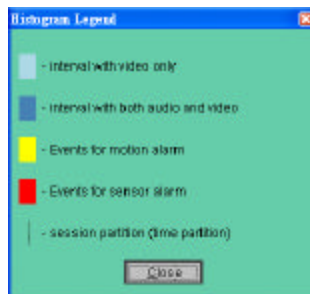 Histogram Legend
- interval with video only
- interval with both audio and video
- Events for motion alarm
- Events for sensor alarm
- session partition (time partition)
Close